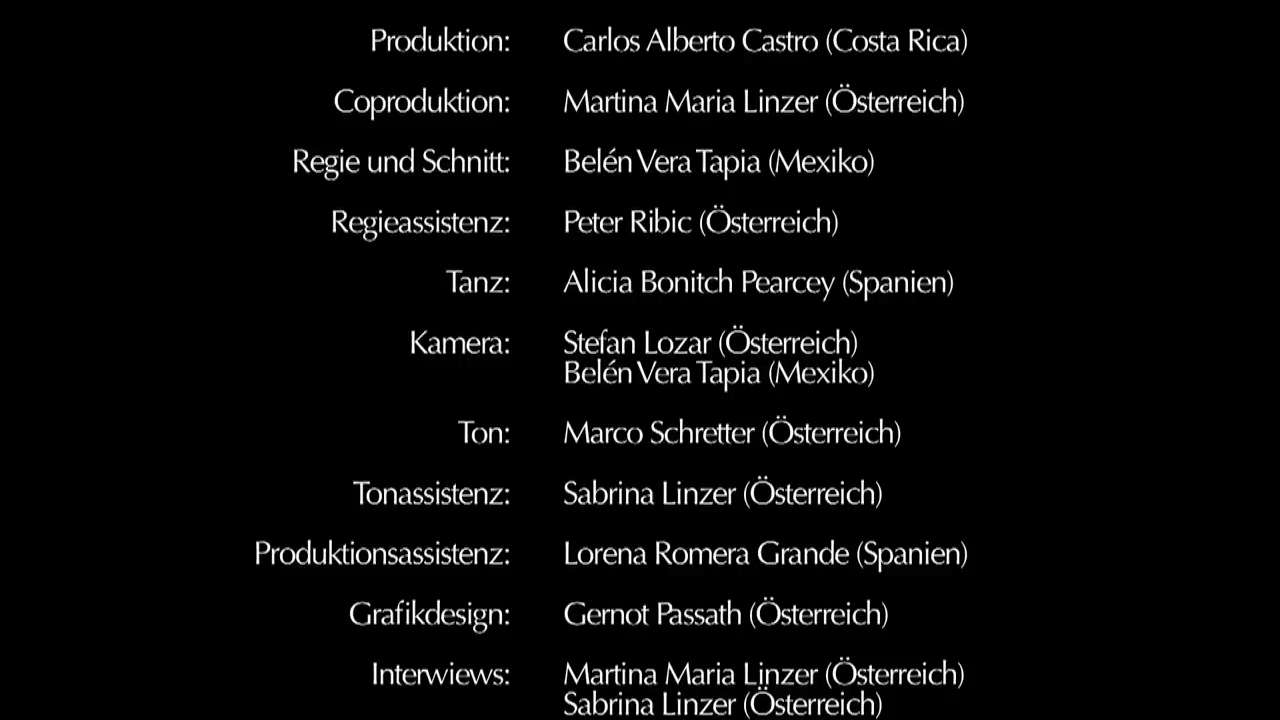 Produktion: Carlos Alberto Castro (Costa Rica)
Coproduktion: Martina Maria Linzer (Österreich)
Regie und Schnitt: Belén Vera Tapia (Mexiko)
Regieassistenz: Peter Ribic (Österreich)
Tanz: Alicia Bonitch Pearcey (Spanien)
Kamera: Stefan Lozar (Österreich)
Belén Vera Tapia (Mexiko)
Ton: Marco Schretter (Österreich)
Tonassistenz: Sabrina Linzer (Österreich)
Produktionsassistenz: Lorena Romera Grande (Spanien)
Grafikdesign: Gernot Passath (Österreich)
Interwiews: Martina Maria Linzer (Österreich)
Sabrina Linzer (Österreich)